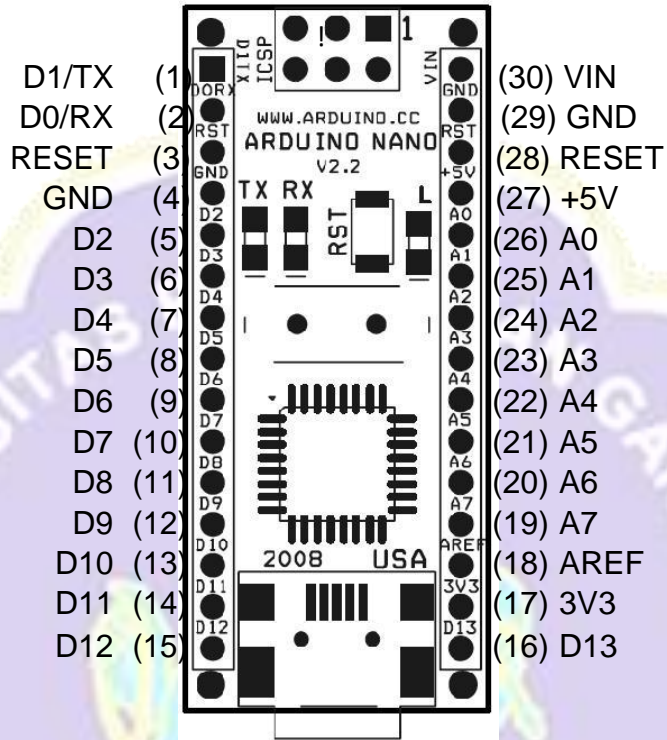 D1/TX (1)
D0/RX (2)
RESET (3)
GND (4)
D2 (5)
D3 (6)
D4 (7)
D5 (8)
D6 (9)
D7 (10)
D8 (11)
D9 (12)
D10 (13)
D11 (14)
D12 (15)
D1TX
ICSP
!
1
VIN
D0RX
RST
GND
D2
D3
D4
D5
D6
D7
D8
D9
D10
D11
D12
WWW.ARDUINO.CC
ARDUINO NANO
V2.2
TX RX
RST
L
2008 USA
GND
RST
+5V
A0
A1
A2
A3
A4
A5
A6
A7
AREF
3V3
D13
(30) VIN
(29) GND
(28) RESET
(27) +5V
(26) A0
(25) A1
(24) A2
(23) A3
(22) A4
(21) A5
(20) A6
(19) A7
(18) AREF
(17) 3V3
(16) D13